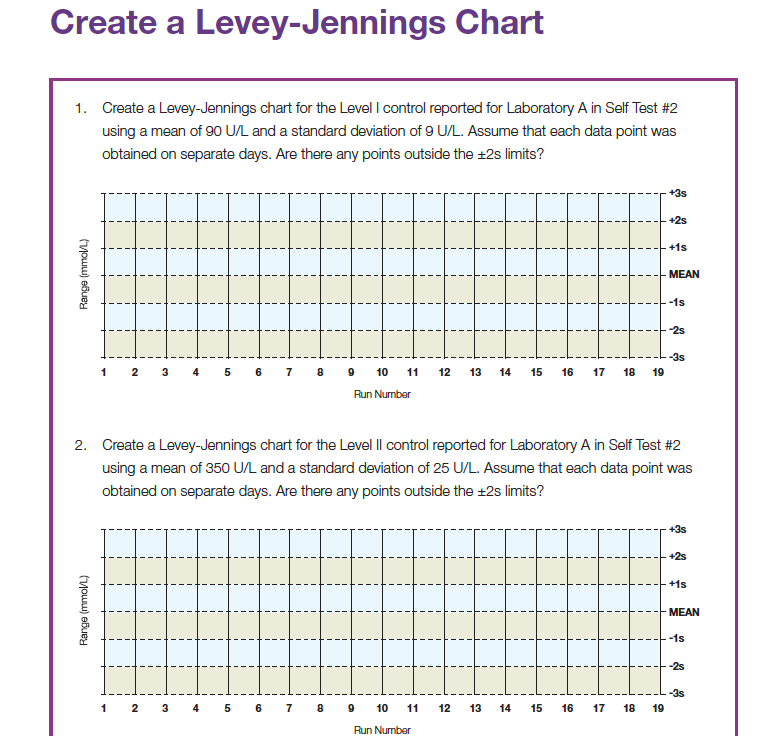 Create a Levey-Jennings Chart
1. Create a Levey-Jennings chart for the Level I control reported for Laboratory A in Self Test #2
using a mean of 90 U/L and a standard deviation of 9 U/L. Assume that each data point was
obtained on separate days. Are there any points outside the ±2s limits?
Range (mmol/L)
+3s
+2s
+1s
MEAN
-1s
-2s
-3s
1 2 3 4 5 6 7 8 9 10 11 12 13 14 15 16 17 18 19
Run Number
2. Create a Levey-Jennings chart for the Level II control reported for Laboratory A in Self Test #2
using a mean of 350 U/L and a standard deviation of 25 U/L. Assume that each data point was
obtained on separate days. Are there any points outside the ±2s limits?
Range (mmol/L)
+3s
+2s
+1s
MEAN
-1s
-2s
-3s
1 2 3 4 5 6 7 8 9 10 11 12 13 14 15 16 17 18 19
Run Number